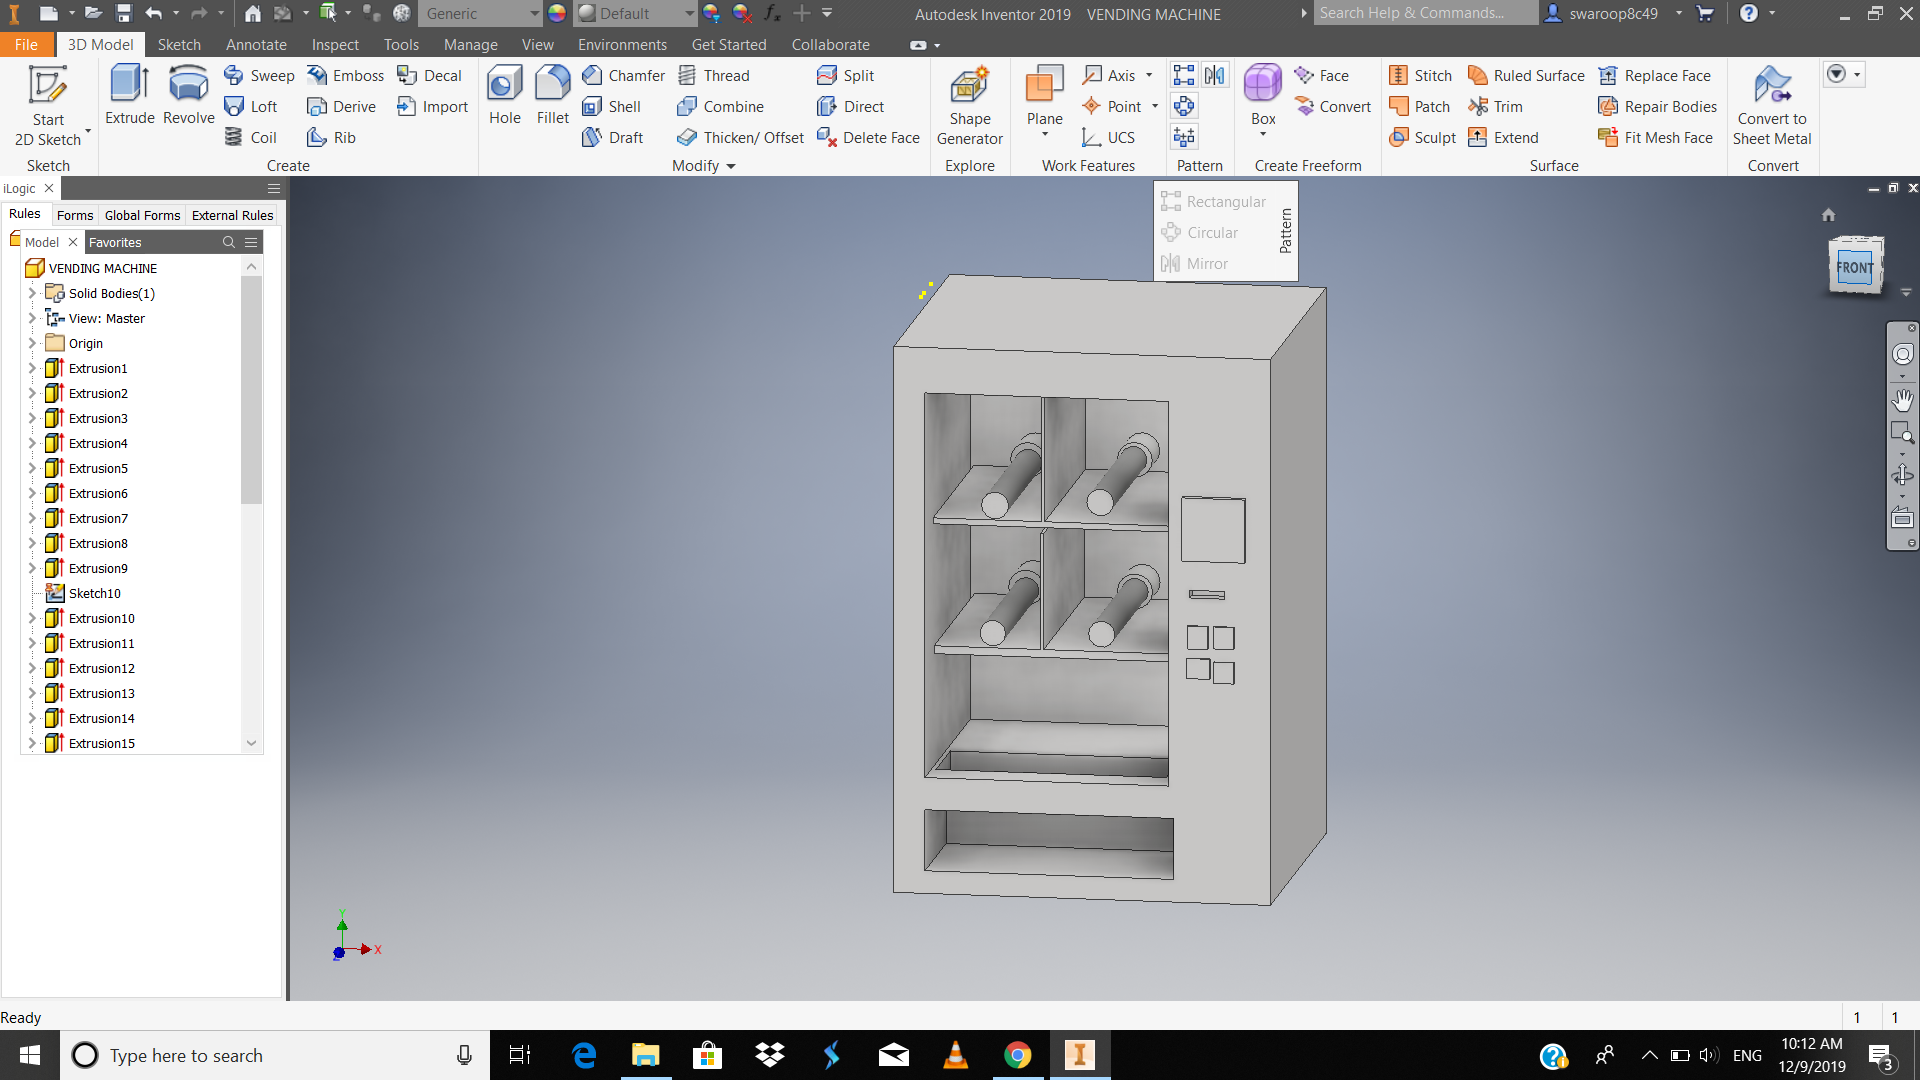 Generic
Default
Autodesk Inventor 2019 VENDING MACHINE
Search Help & Commands...
swaroop8c49
File
3D Model
Sketch
Annotate
Inspect
Tools
Manage
View
Environments
Get Started
Collaborate
Start
2D Sketch
Sketch
Extrude
Revolve
Sweep
Loft
Coil
Emboss
Derive
Rib
Decal
Import
Create
Hole
Fillet
Chamfer
Shell
Draft
Thread
Combine
Thicken/ Offset
Split
Direct
Delete Face
Modify
Shape
Generator
Explore
Plane
Axis
Point
UCS
Work Features
Pattern
Box
Face
Convert
Create Freeform
Stitch
Patch
Sculpt
Ruled Surface
Trim
Extend
Replace Face
Repair Bodies
Fit Mesh Face
Surface
Convert to
Sheet Metal
Convert
iLogic
Rules
Forms
Global Forms
External Rules
Model
Favorites
VENDING MACHINE
Solid Bodies(1)
View: Master
Origin
Extrusion1
Extrusion2
Extrusion3
Extrusion4
Extrusion5
Extrusion6
Extrusion7
Extrusion8
Extrusion9
Sketch10
Extrusion10
Extrusion11
Extrusion12
Extrusion13
Extrusion14
Extrusion15
Rectangular
Circular
Mirror
Pattern
FRONT
Y
X
Z
Ready
1
1
Type here to search
ENG
10:12 AM
12/9/2019
3